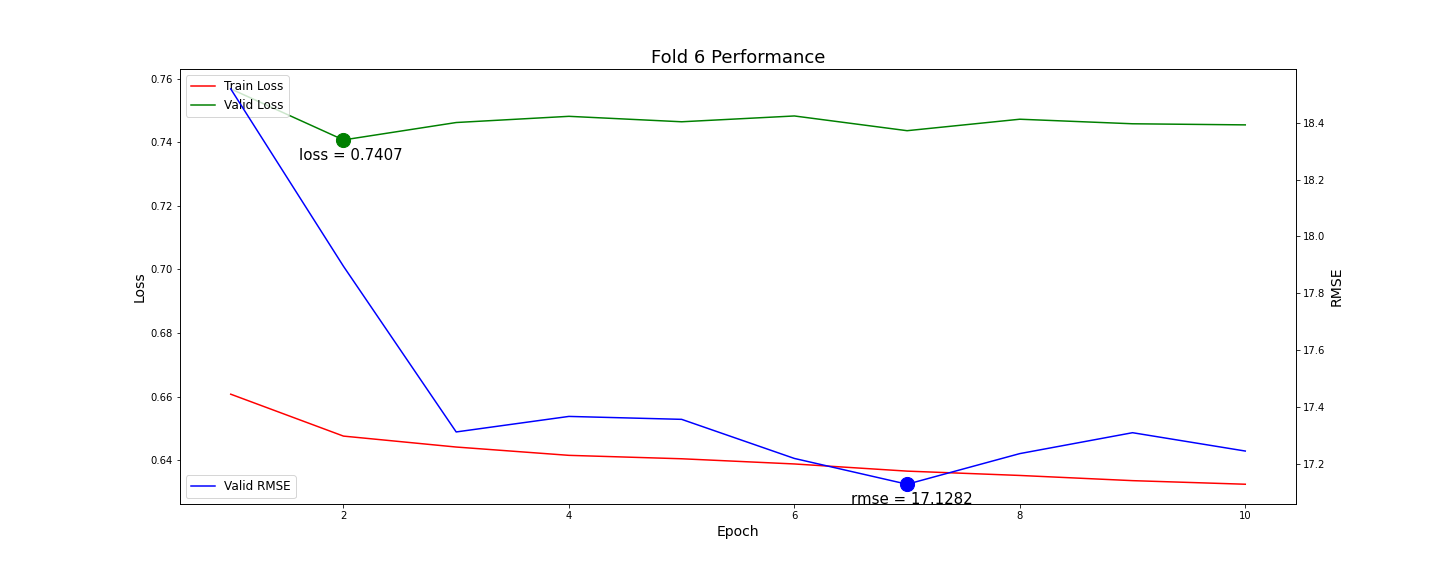 Fold 6 Performance
Train Loss
Valid Loss
Valid RMSE
loss = 0.7407
rmse = 17.1282
Loss
0.76
0.74
0.72
0.70
0.68
0.66
0.64
RMSE
18.4
18.2
18.0
17.8
17.6
17.4
17.2
2
4
6
8
10
Epoch